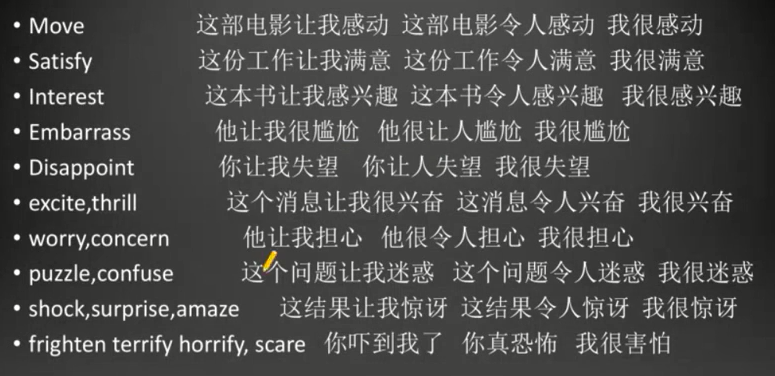 • Move 这部电影让我感动 这部电影令人感动 我很感动
• Satisfy 这份工作让我满意 这份工作令人满意 我很满意
• Interest 这本书让我感兴趣 这本书令人感兴趣 我很感兴趣
• Embarrass 他让我很尴尬 他很让人尴尬 我很尴尬
• Disappoint 你让我失望 你让人失望 我很失望
• excite,thrill 这个消息让我很兴奋 这消息令人兴奋 我很兴奋
• worry,concern 他让我担心 他很令人担心 我很担心
• puzzle,confuse 这个问题让我迷惑 这个问题令人迷惑 我很迷惑
• shock,surprise,amaze 这结果让我惊讶 这结果令人惊讶 我很惊讶
• frighten terrify horrify, scare 你吓到我了 你真恐怖 我很害怕